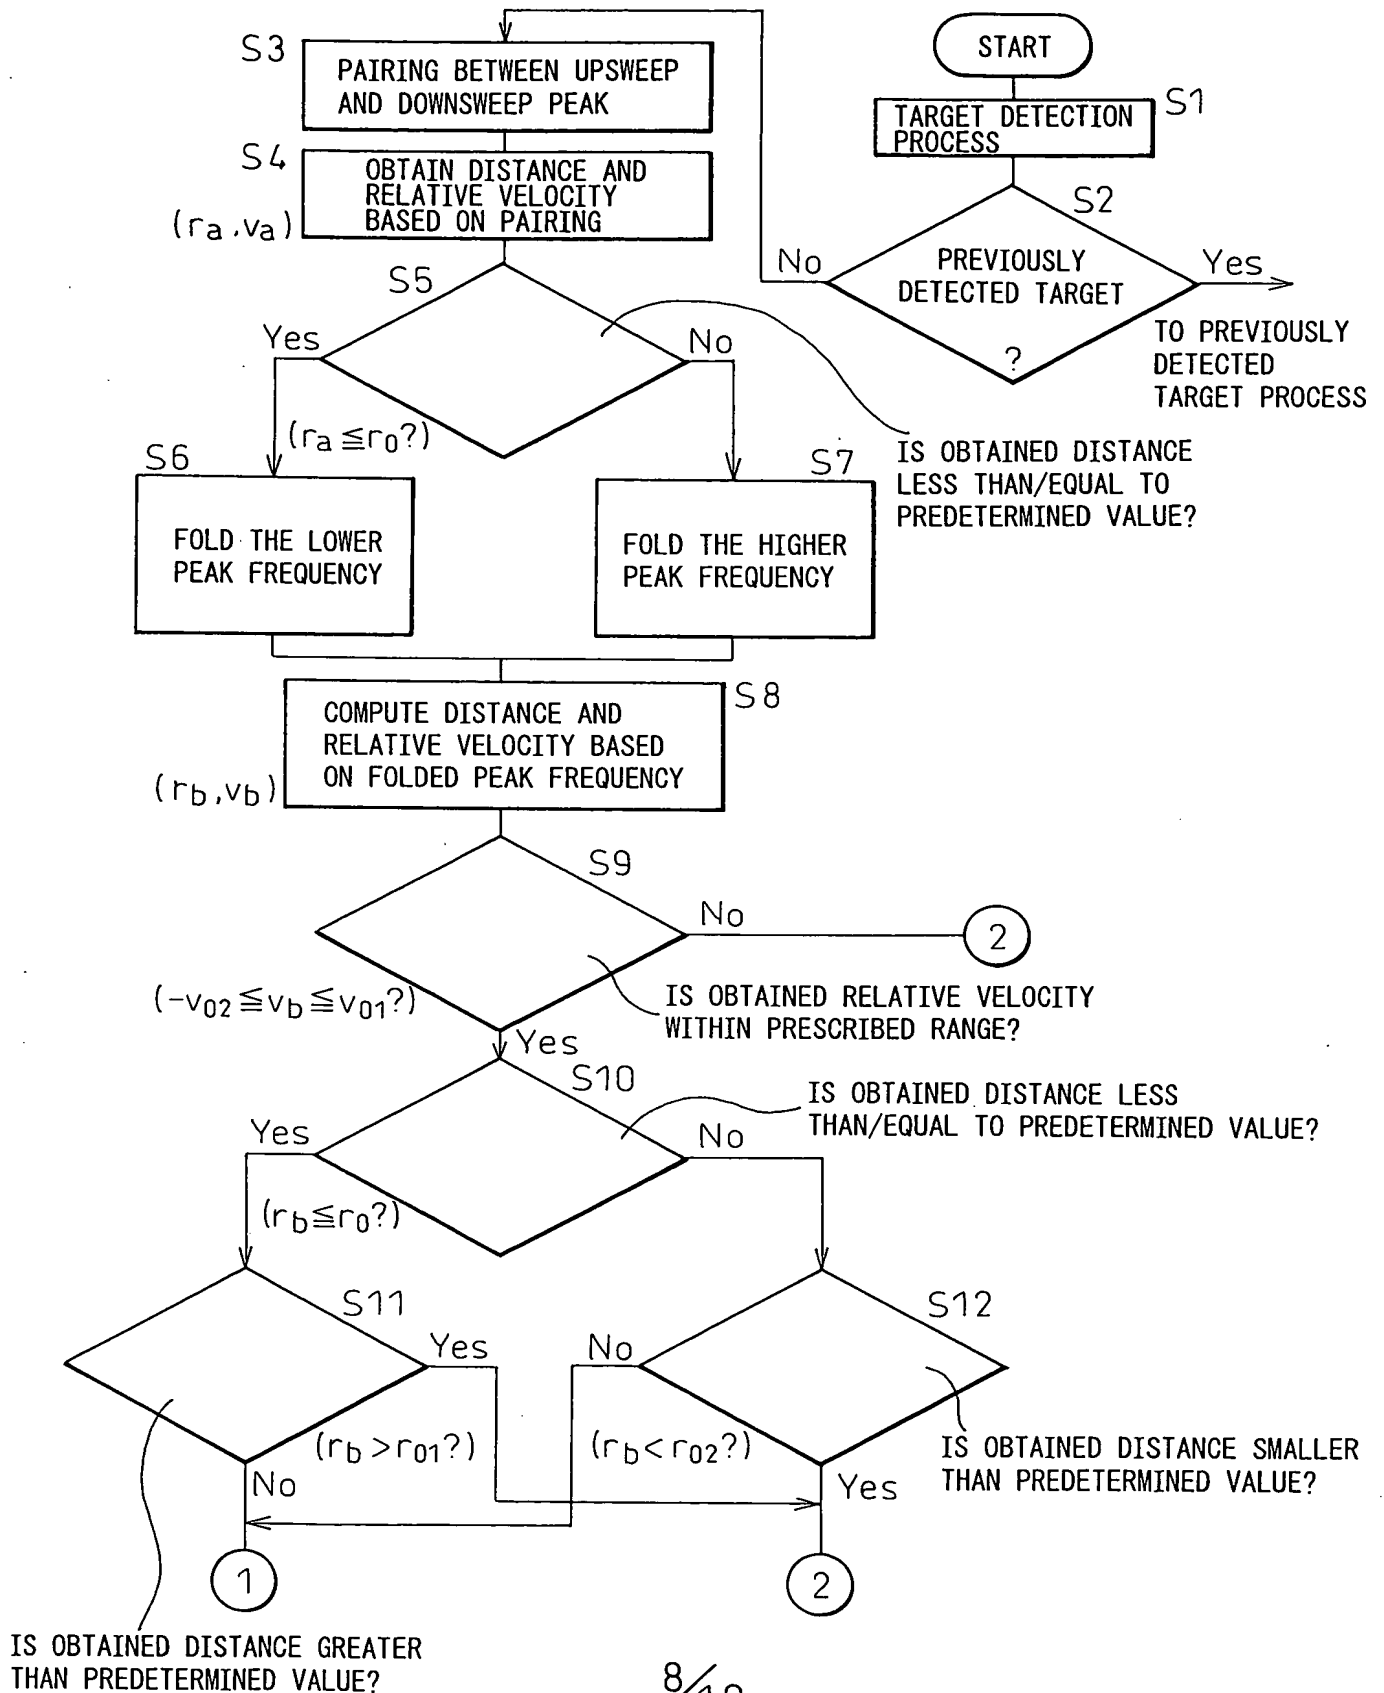 START
S1
TARGET DETECTION
PROCESS
S2
PREVIOUSLY
DETECTED TARGET
?
No
Yes
TO PREVIOUSLY
DETECTED
TARGET PROCESS
S3
PAIRING BETWEEN UPSWEEP
AND DOWNSWEEP PEAK
S4
OBTAIN DISTANCE AND
RELATIVE VELOCITY
BASED ON PAIRING
(ra,va)
S5
Yes
No
(ra≦r0?)
IS OBTAINED DISTANCE
LESS THAN/EQUAL TO
PREDETERMINED VALUE?
S6
FOLD THE LOWER
PEAK FREQUENCY
S7
FOLD THE HIGHER
PEAK FREQUENCY
S8
COMPUTE DISTANCE AND
RELATIVE VELOCITY BASED
ON FOLDED PEAK FREQUENCY
(rb,vb)
S9
No
2
(-v02≦vb≦v01?)
IS OBTAINED RELATIVE VELOCITY
WITHIN PRESCRIBED RANGE?
Yes
S10
IS OBTAINED DISTANCE LESS
THAN/EQUAL TO PREDETERMINED VALUE?
Yes
No
(rb≦r0?)
S11
Yes
(rb>r01?)
No
S12
No
(rb<r02?)
Yes
IS OBTAINED DISTANCE SMALLER
THAN PREDETERMINED VALUE?
1
2
IS OBTAINED DISTANCE GREATER
THAN PREDETERMINED VALUE?